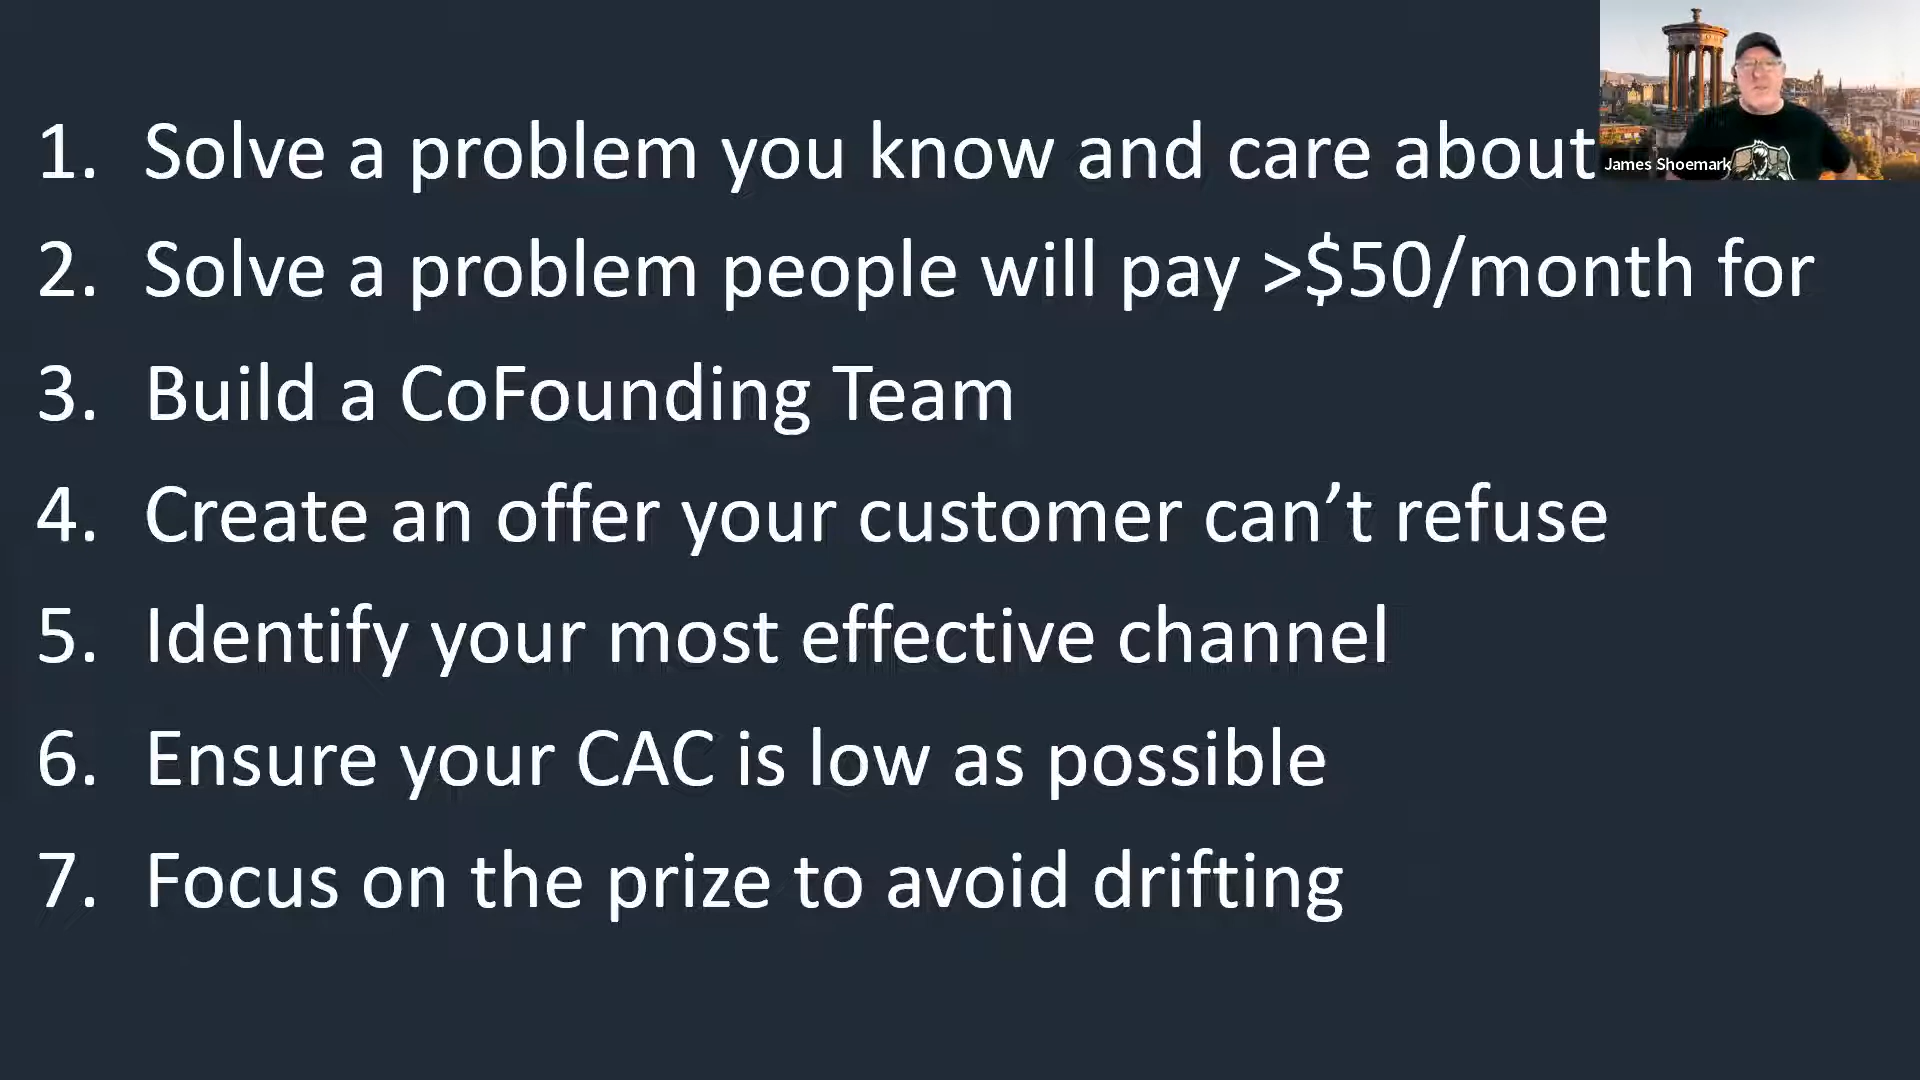 1. Solve a problem you know and care about
James Shoemark
2. Solve a problem people will pay >$50/month for
3. Build a CoFounding Team
4. Create an offer your customer can’t refuse
5. Identify your most effective channel
6. Ensure your CAC is low as possible
7. Focus on the prize to avoid drifting